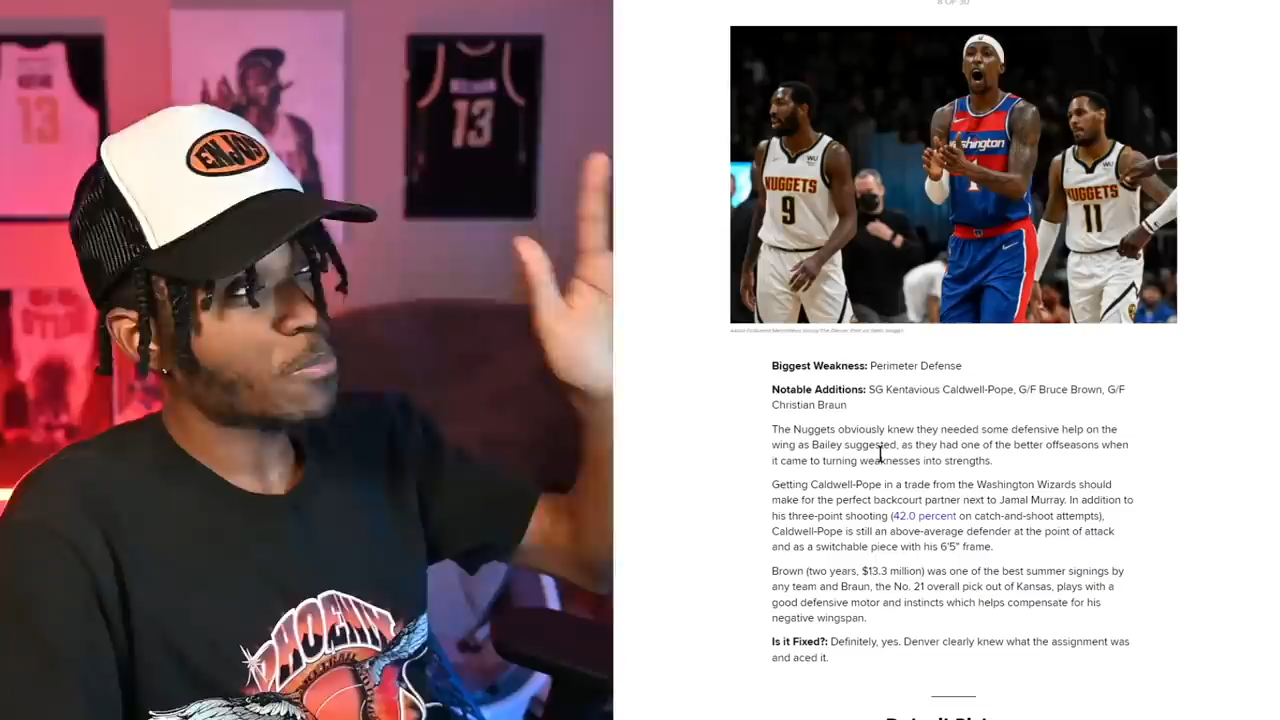 8 OF 30
13
ENJOY
13
NUGGETS
9
Washington
1
NUGGETS
11
WU
WU
Biggest Weakness: Perimeter Defense
Notable Additions: SG Kentavious Caldwell-Pope, G/F Bruce Brown, G/F
Christian Braun
The Nuggets obviously knew they needed some defensive help on the
wing as Bailey suggested, as they had one of the better offseasons when
it came to turning weaknesses into strengths.
Getting Caldwell-Pope in a trade from the Washington Wizards should
make for the perfect backcourt partner next to Jamal Murray. In addition to
his three-point shooting (42.0 percent on catch-and-shoot attempts),
Caldwell-Pope is still an above-average defender at the point of attack
and as a switchable piece with his 6'5" frame.
Brown (two years, $13.3 million) was one of the best summer signings by
any team and Braun, the No. 21 overall pick out of Kansas, plays with a
good defensive motor and instincts which helps compensate for his
negative wingspan.
Is it Fixed?: Definitely, yes. Denver clearly knew what the assignment was
and aced it.
PHOENIX